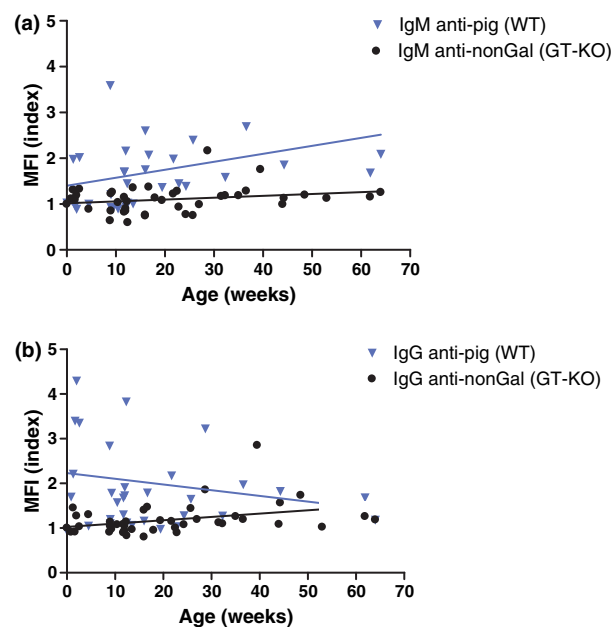 (a)
IgM anti-pig (WT)
IgM anti-nonGal (GT-KO)
MFI (index)
5
4
3
2
1
0
0 10 20 30 40 50 60 70
Age (weeks)
(b)
IgG anti-pig (WT)
IgG anti-nonGal (GT-KO)
MFI (index)
5
4
3
2
1
0
0 10 20 30 40 50 60 70
Age (weeks)